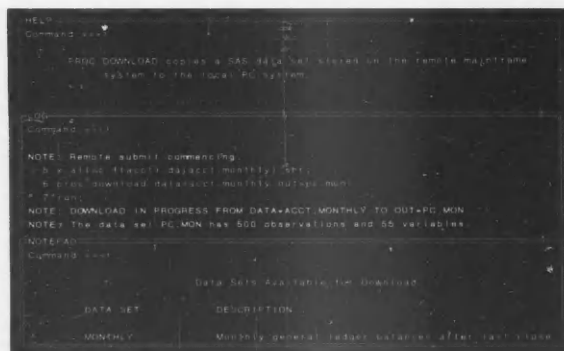 HELP
Command ===>
PROC DOWNLOAD copies a SAS data set stored on the remote mainframe
system to the local PC system.
LOG
Command ===>
NOTE: Remote submit commencing.
5 x alloc
6 proc download data=acct.monthly out=pc.mon;
7 run;
NOTE: DOWNLOAD IN PROGRESS FROM DATA=ACCT.MONTHLY TO OUT=PC.MON
NOTE: The data set PC.MON has 500 observations and 55 variables.
NOTEPAD
Command ===>
Data Sets Available for Download
DATA SET DESCRIPTION
MONTHLY Monthly general ledger balances after last close